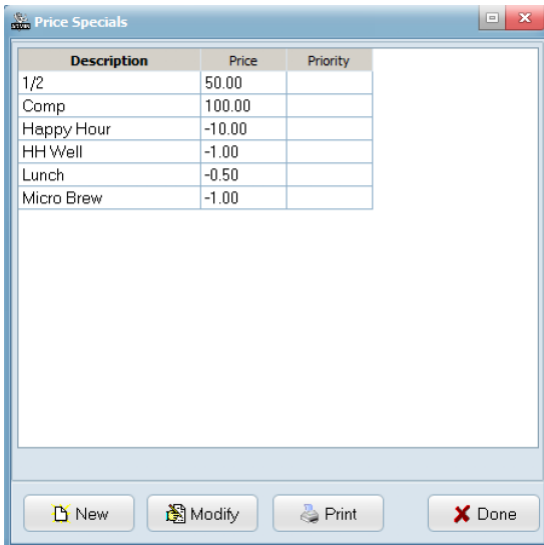 Price Specials
Description Price Priority
1/2 50.00
Comp 100.00
Happy Hour -10.00
HH Well -1.00
Lunch -0.50
Micro Brew -1.00
New Modify Print Done